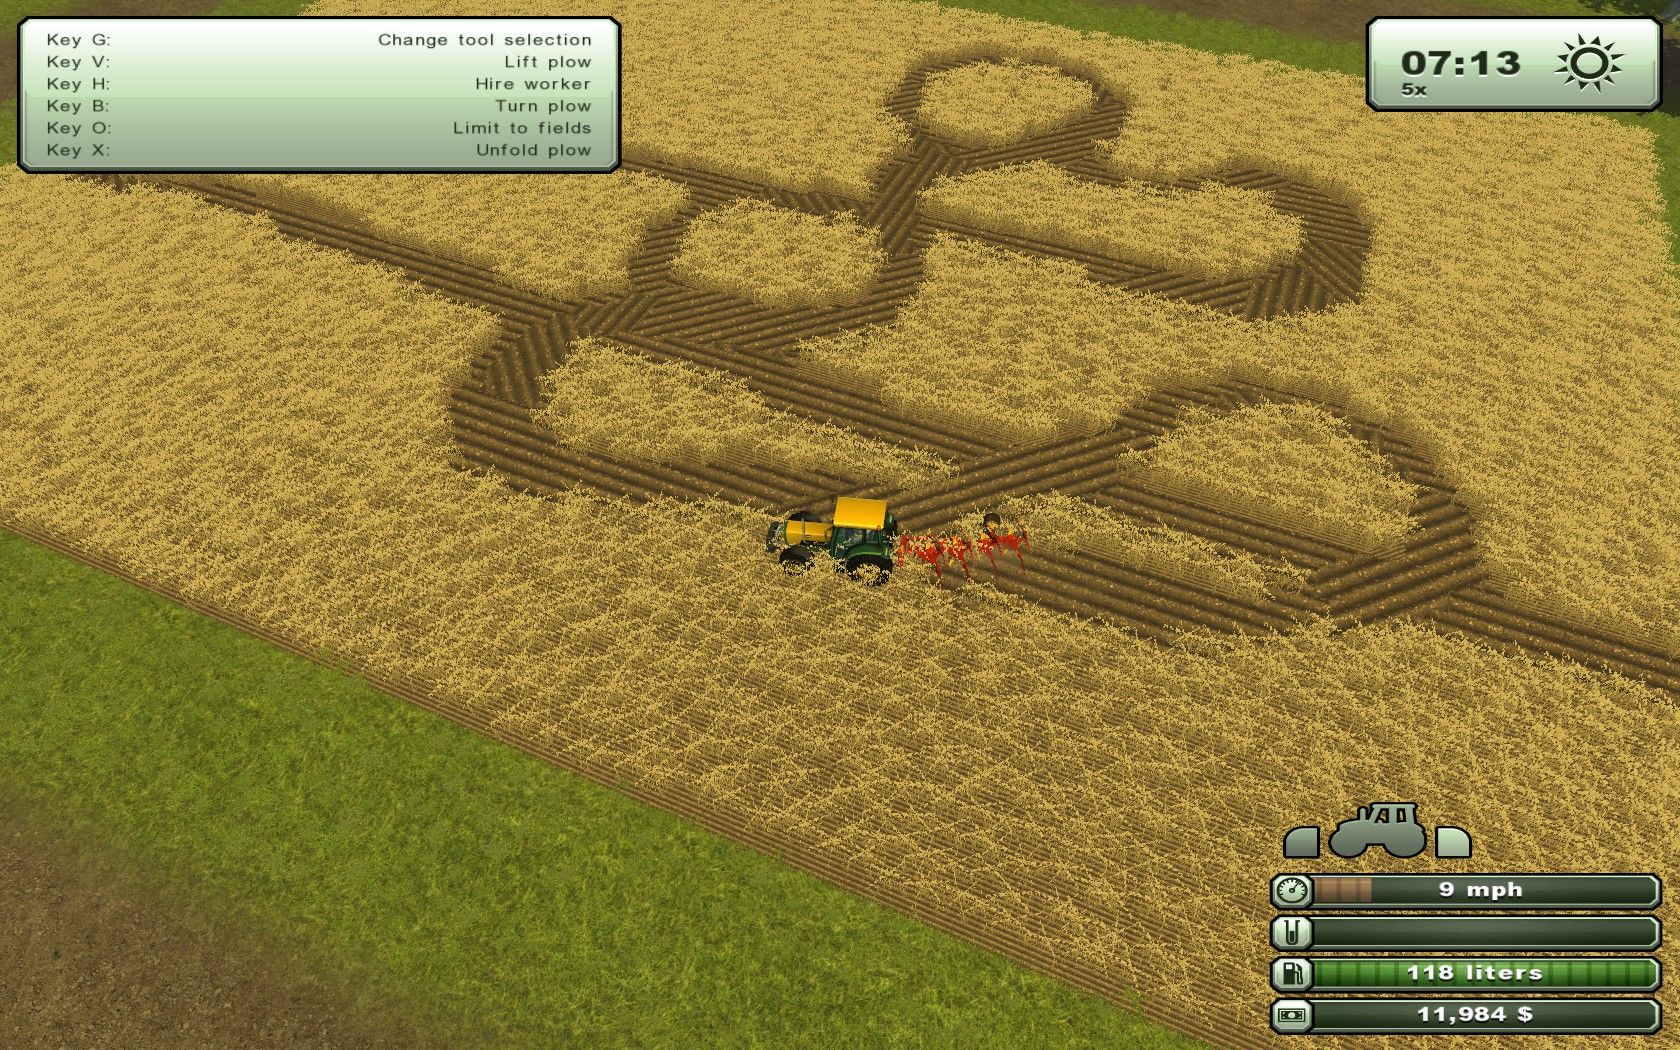 Key G: Change tool selection
Key V: Lift plow
Key H: Hire worker
Key B: Turn plow
Key O: Limit to fields
Key X: Unfold plow
07:13
5x
9 mph
118 liters
11,984 $